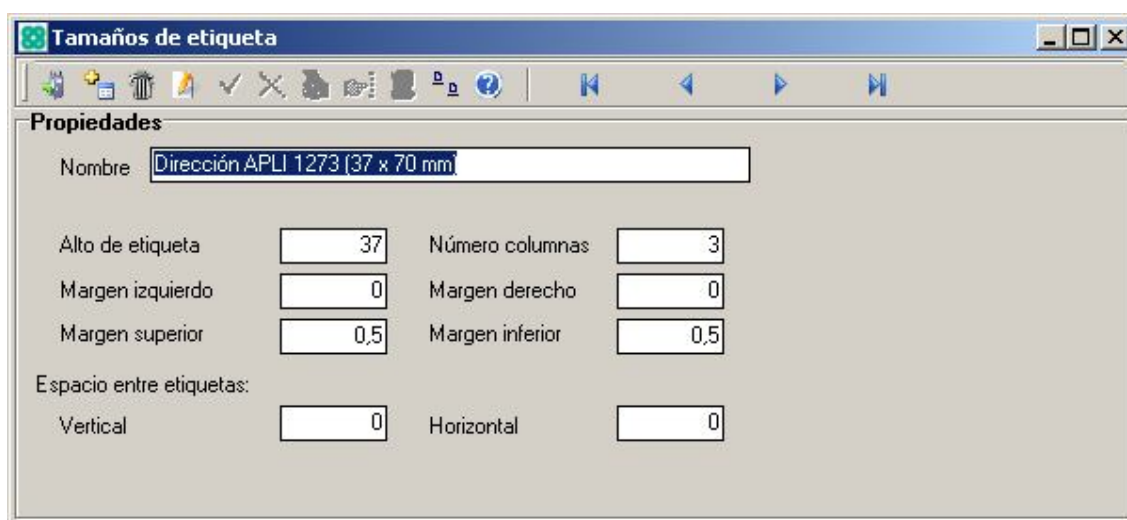 Tamaños de etiqueta
Propiedades
Nombre Dirección APLI 1273 (37 x 70 mm)
Alto de etiqueta 37 Número columnas 3
Margen izquierdo 0 Margen derecho 0
Margen superior 0,5 Margen inferior 0,5
Espacio entre etiquetas:
Vertical 0 Horizontal 0